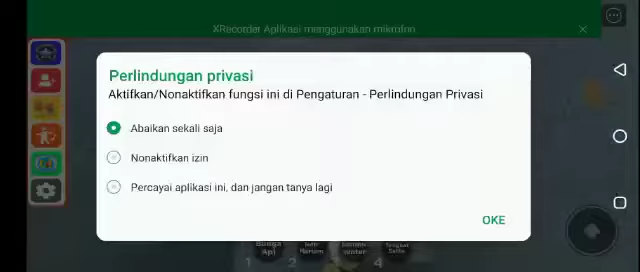 XRecorder Aplikasi menggunakan mikrofon
Perlindungan privasi
Aktifkan/Nonaktifkan fungsi ini di Pengaturan - Perlindungan Privasi
Abaikan sekali saja
Nonaktifkan izin
Percayai aplikasi ini, dan jangan tanya lagi
OKE
Bunga
Api
1 2 4